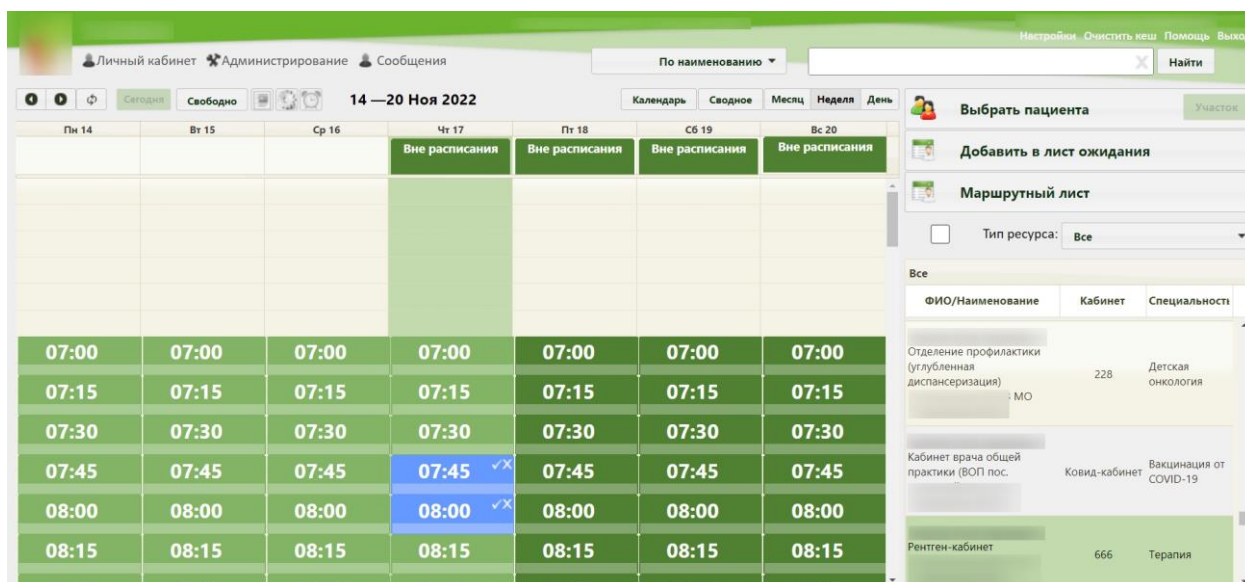 Настройки Очистить кеш Помощь Выхо
Личный кабинет Администрирование Сообщения
По наименованию
X Найти
Сегодня Свободно 14 —20 Ноя 2022 Календарь Сводное Месяц Неделя День
Выбрать пациента Участок
Пн 14 Вт 15 Ср 16 Чт 17 Пт 18 Сб 19 Вс 20
Вне расписания Вне расписания Вне расписания Вне расписания
Добавить в лист ожидания
Маршрутный лист
Тип ресурса: Все
Все
ФИО/Наименование Кабинет Специальность
Отделение профилактики
(углубленная
диспансеризация)
МО
228
Детская
онкология
Кабинет врача общей
практики (ВОП пос.
Ковид-кабинет
Вакцинация от
COVID-19
Рентген-кабинет
666
Терапия
07:00 07:00 07:00 07:00 07:00 07:00 07:00
07:15 07:15 07:15 07:15 07:15 07:15 07:15
07:30 07:30 07:30 07:30 07:30 07:30 07:30
07:45 07:45 07:45 07:45 ✓X 07:45 07:45 07:45
08:00 08:00 08:00 08:00 ✓X 08:00 08:00 08:00
08:15 08:15 08:15 08:15 08:15 08:15 08:15